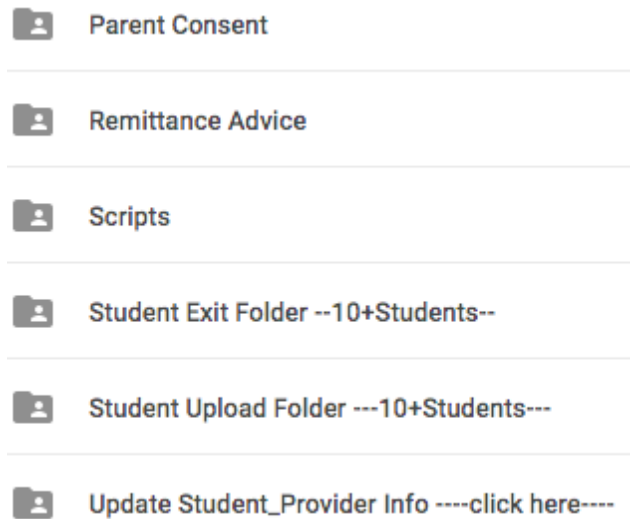 Parent Consent
Remittance Advice
Scripts
Student Exit Folder --10+Students--
Student Upload Folder ---10+Students---
Update Student_Provider Info ----click here----